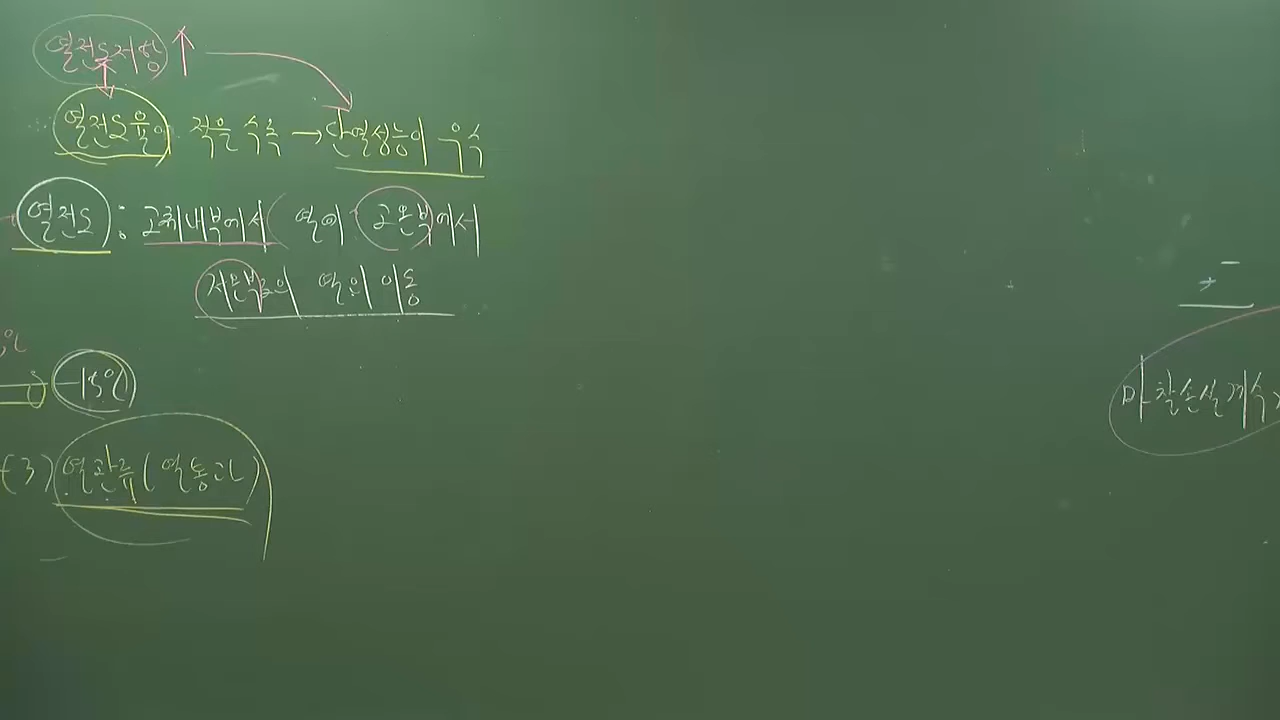 열전도저항 ↑
열전도율이 적을수록 → 단열성능이 우수
열전도 : 고체내부에서 열이 고온부에서
저온부로의 열의 이동
℃
-15℃
(3) 열관류(열통과)
마찰손실계수